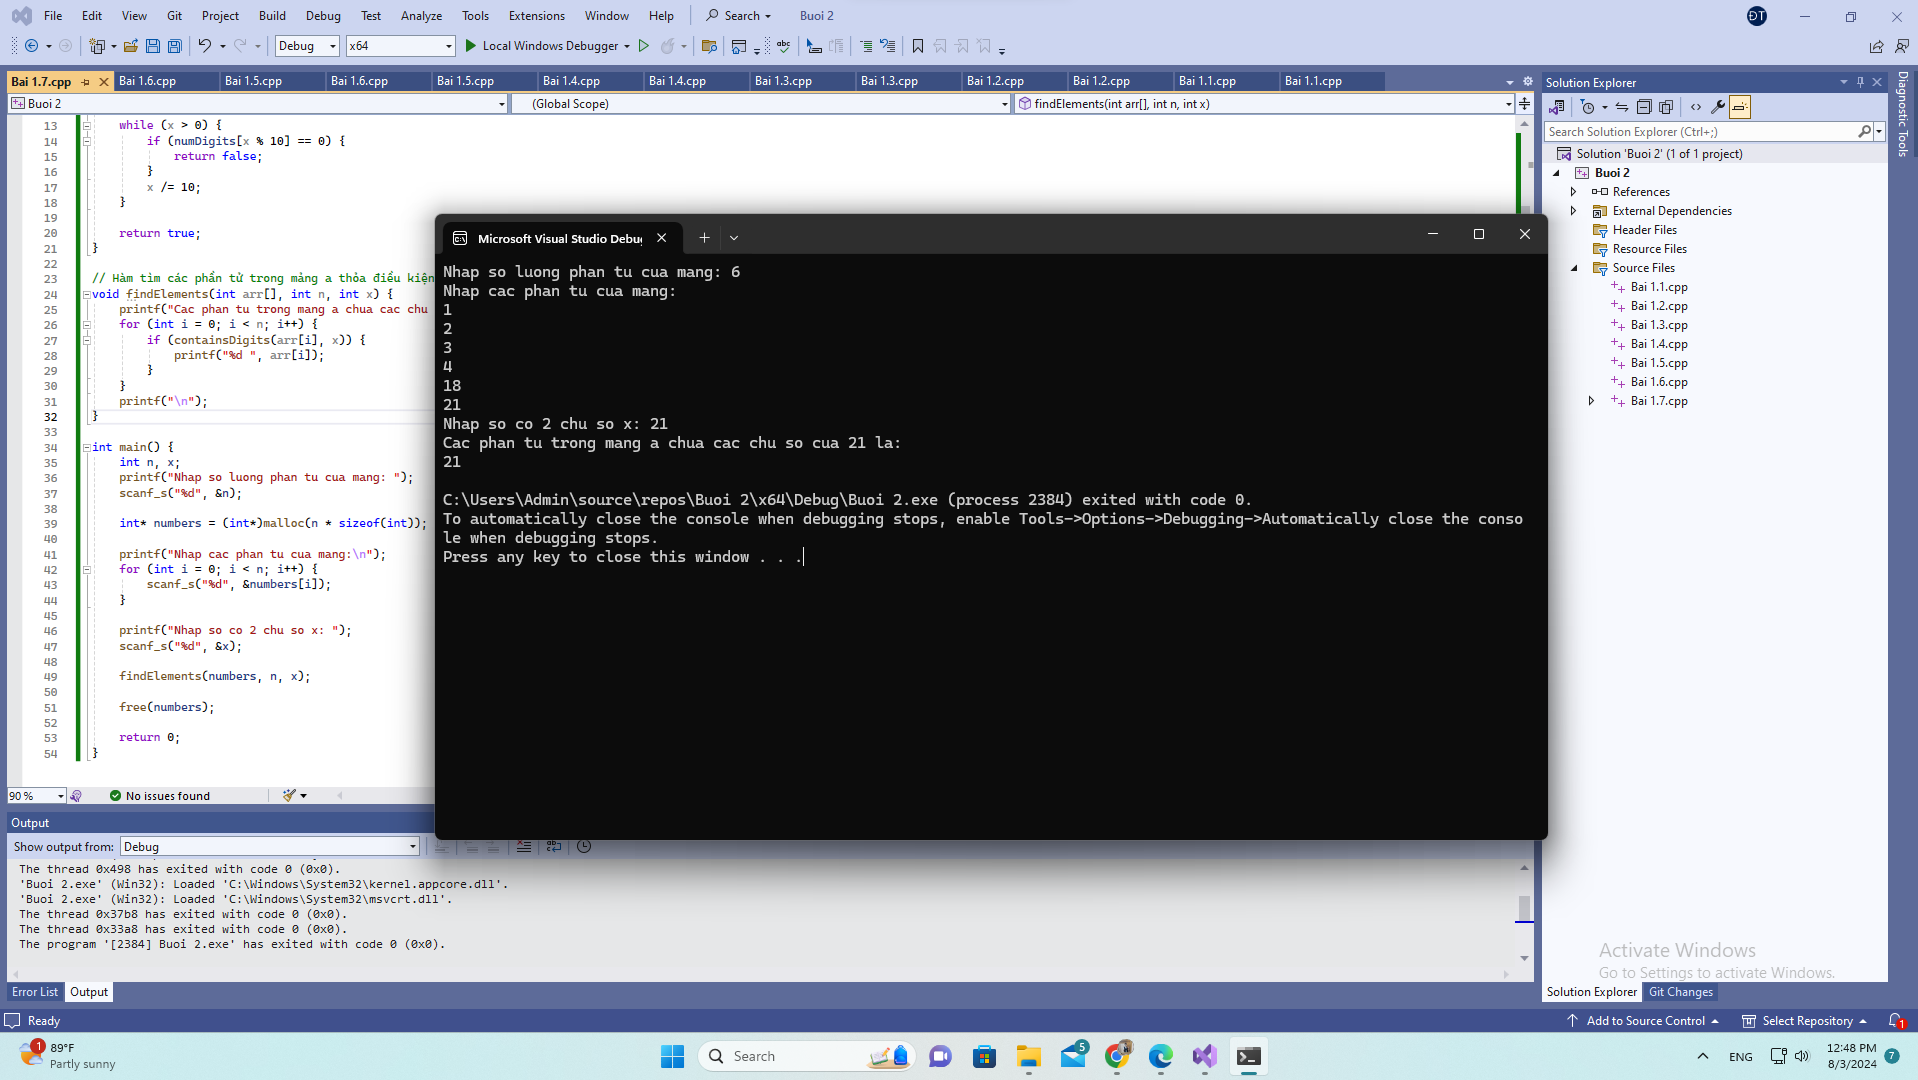 File Edit View Git Project Build Debug Test Analyze Tools Extensions Window Help Search Buoi 2 ĐT
Debug x64 Local Windows Debugger
Bai 1.7.cpp Bai 1.6.cpp Bai 1.5.cpp Bai 1.6.cpp Bai 1.5.cpp Bai 1.4.cpp Bai 1.4.cpp Bai 1.3.cpp Bai 1.3.cpp Bai 1.2.cpp Bai 1.2.cpp Bai 1.1.cpp Bai 1.1.cpp
Buoi 2 (Global Scope) findElements(int arr[], int n, int x)
13 while (x > 0) {
14 if (numDigits[x % 10] == 0) {
15 return false;
16 }
17 x /= 10;
18 }
19
20 return true;
21 }
22
23 // Hàm tìm các phần tử trong mảng a thỏa điều kiện
24 void findElements(int arr[], int n, int x) {
25 printf("Cac phan tu trong mang a chua cac chu
26 for (int i = 0; i < n; i++) {
27 if (containsDigits(arr[i], x)) {
28 printf("%d ", arr[i]);
29 }
30 }
31 printf("\n");
32 }
33
34 int main() {
35 int n, x;
36 printf("Nhap so luong phan tu cua mang: ");
37 scanf_s("%d", &n);
38
39 int* numbers = (int*)malloc(n * sizeof(int));
40
41 printf("Nhap cac phan tu cua mang:\n");
42 for (int i = 0; i < n; i++) {
43 scanf_s("%d", &numbers[i]);
44 }
45
46 printf("Nhap so co 2 chu so x: ");
47 scanf_s("%d", &x);
48
49 findElements(numbers, n, x);
50
51 free(numbers);
52
53 return 0;
54 }
90 % No issues found
Microsoft Visual Studio Debug
Nhap so luong phan tu cua mang: 6
Nhap cac phan tu cua mang:
1
2
3
4
18
21
Nhap so co 2 chu so x: 21
Cac phan tu trong mang a chua cac chu so cua 21 la:
21
C:\Users\Admin\source\repos\Buoi 2\x64\Debug\Buoi 2.exe (process 2384) exited with code 0.
To automatically close the console when debugging stops, enable Tools->Options->Debugging->Automatically close the conso
le when debugging stops.
Press any key to close this window . . .
Output
Show output from: Debug
The thread 0x498 has exited with code 0 (0x0).
'Buoi 2.exe' (Win32): Loaded 'C:\Windows\System32\kernel.appcore.dll'.
'Buoi 2.exe' (Win32): Loaded 'C:\Windows\System32\msvcrt.dll'.
The thread 0x37b8 has exited with code 0 (0x0).
The thread 0x33a8 has exited with code 0 (0x0).
The program '[2384] Buoi 2.exe' has exited with code 0 (0x0).
Error List Output
Solution Explorer
Search Solution Explorer (Ctrl+;)
Solution 'Buoi 2' (1 of 1 project)
Buoi 2
References
External Dependencies
Header Files
Resource Files
Source Files
Bai 1.1.cpp
Bai 1.2.cpp
Bai 1.3.cpp
Bai 1.4.cpp
Bai 1.5.cpp
Bai 1.6.cpp
Bai 1.7.cpp
Diagnostic Tools
Activate Windows
Go to Settings to activate Windows.
Solution Explorer Git Changes
Ready Add to Source Control Select Repository 1
1 89°F
Partly sunny
Search 5 ENG 12:48 PM 7
8/3/2024